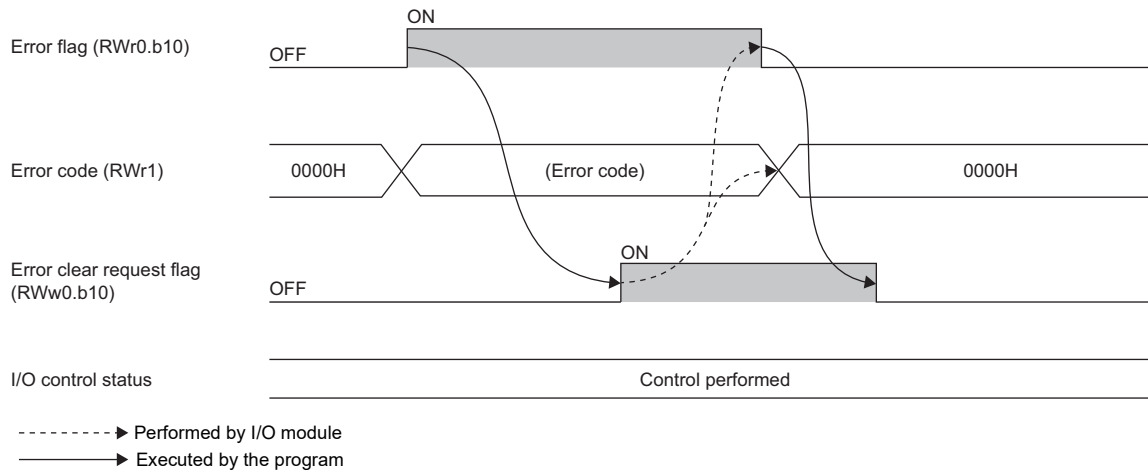 ON
Error flag (RWr0.b10)
OFF
Error code (RWr1)
0000H
(Error code)
0000H
ON
Error clear request flag
(RWw0.b10)
OFF
I/O control status
Control performed
Performed by I/O module
Executed by the program